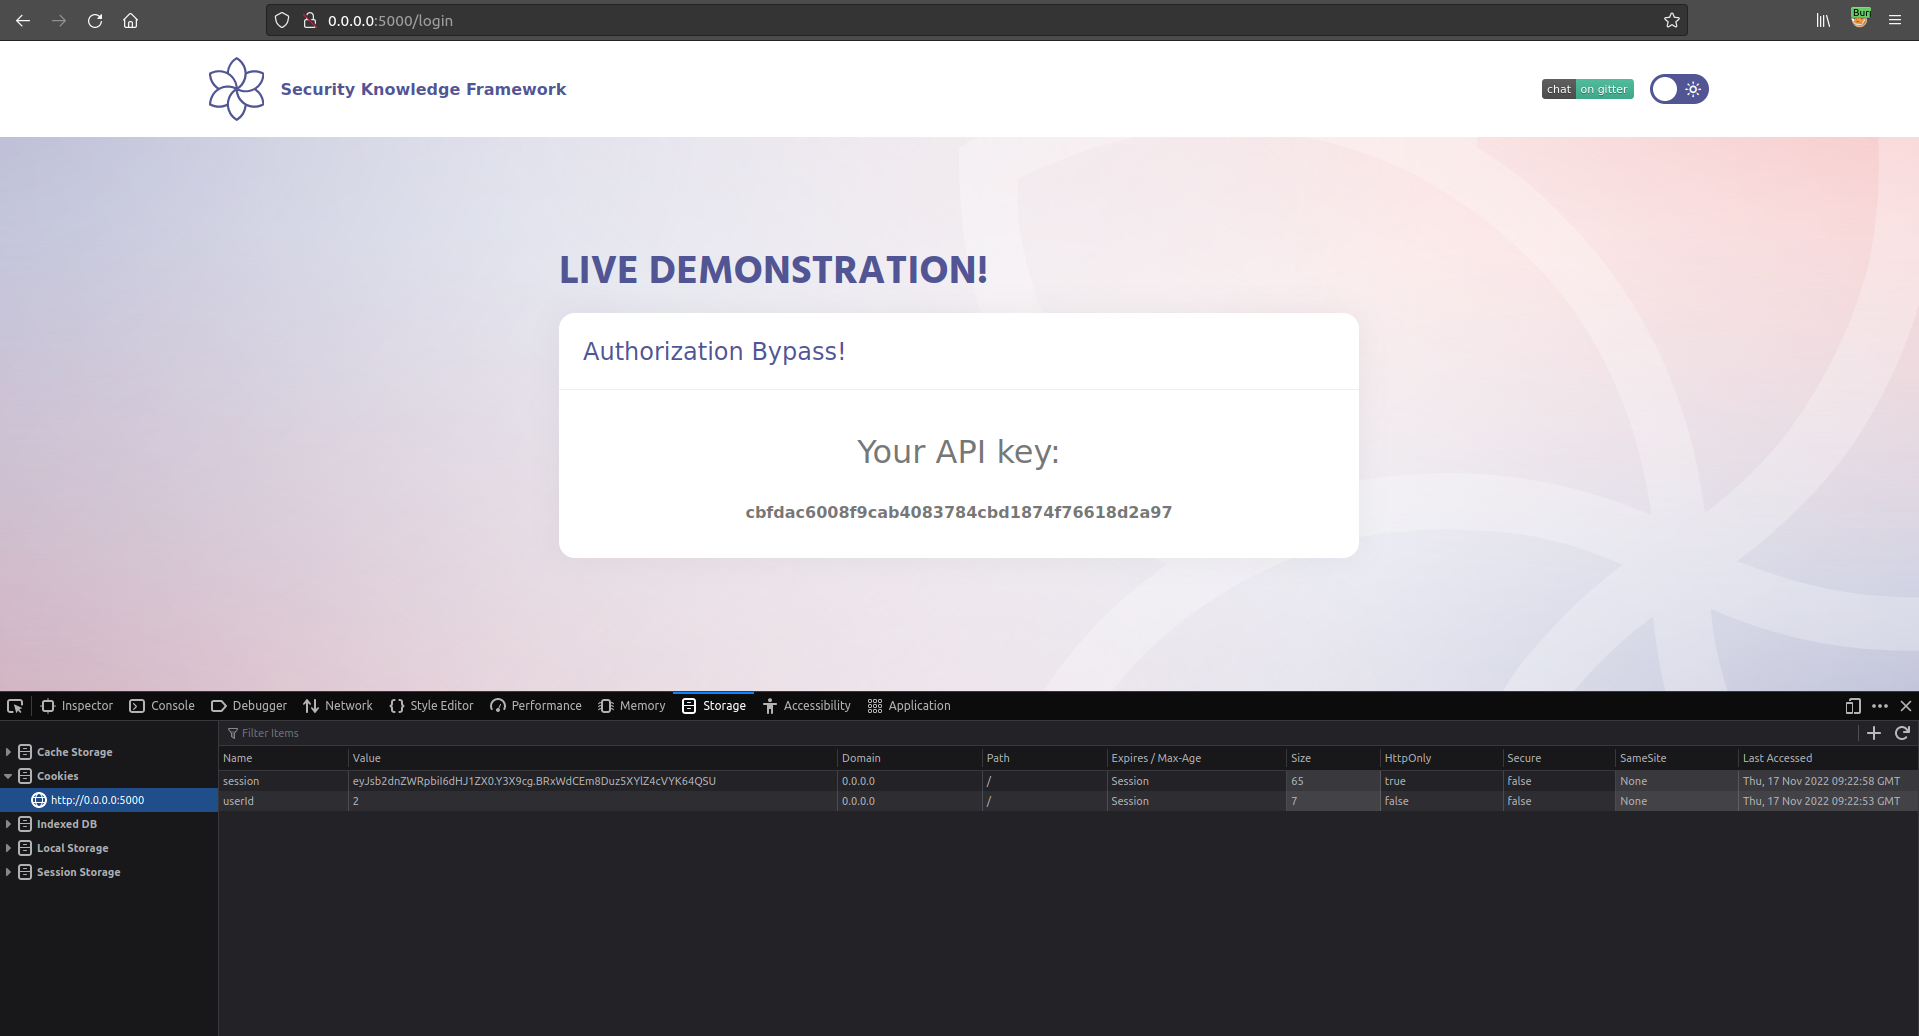 0.0.0.0:5000/login
Bur
Security Knowledge Framework
chat on gitter
LIVE DEMONSTRATION!
Authorization Bypass!
Your API key:
cbfdac6008f9cab4083784cbd1874f76618d2a97
Inspector Console Debugger Network Style Editor Performance Memory Storage Accessibility Application
Filter Items
Cache Storage
Cookies
http://0.0.0.0:5000
Indexed DB
Local Storage
Session Storage
Name Value Domain Path Expires / Max-Age Size HttpOnly Secure SameSite Last Accessed
session eyJsb2dnZWRpbiI6dHJ1ZX0.Y3X9cg.BRxWdCEm8Duz5XYlZ4cVYK64QSU 0.0.0.0 / Session 65 true false None Thu, 17 Nov 2022 09:22:58 GMT
userId 2 0.0.0.0 / Session 7 false false None Thu, 17 Nov 2022 09:22:53 GMT